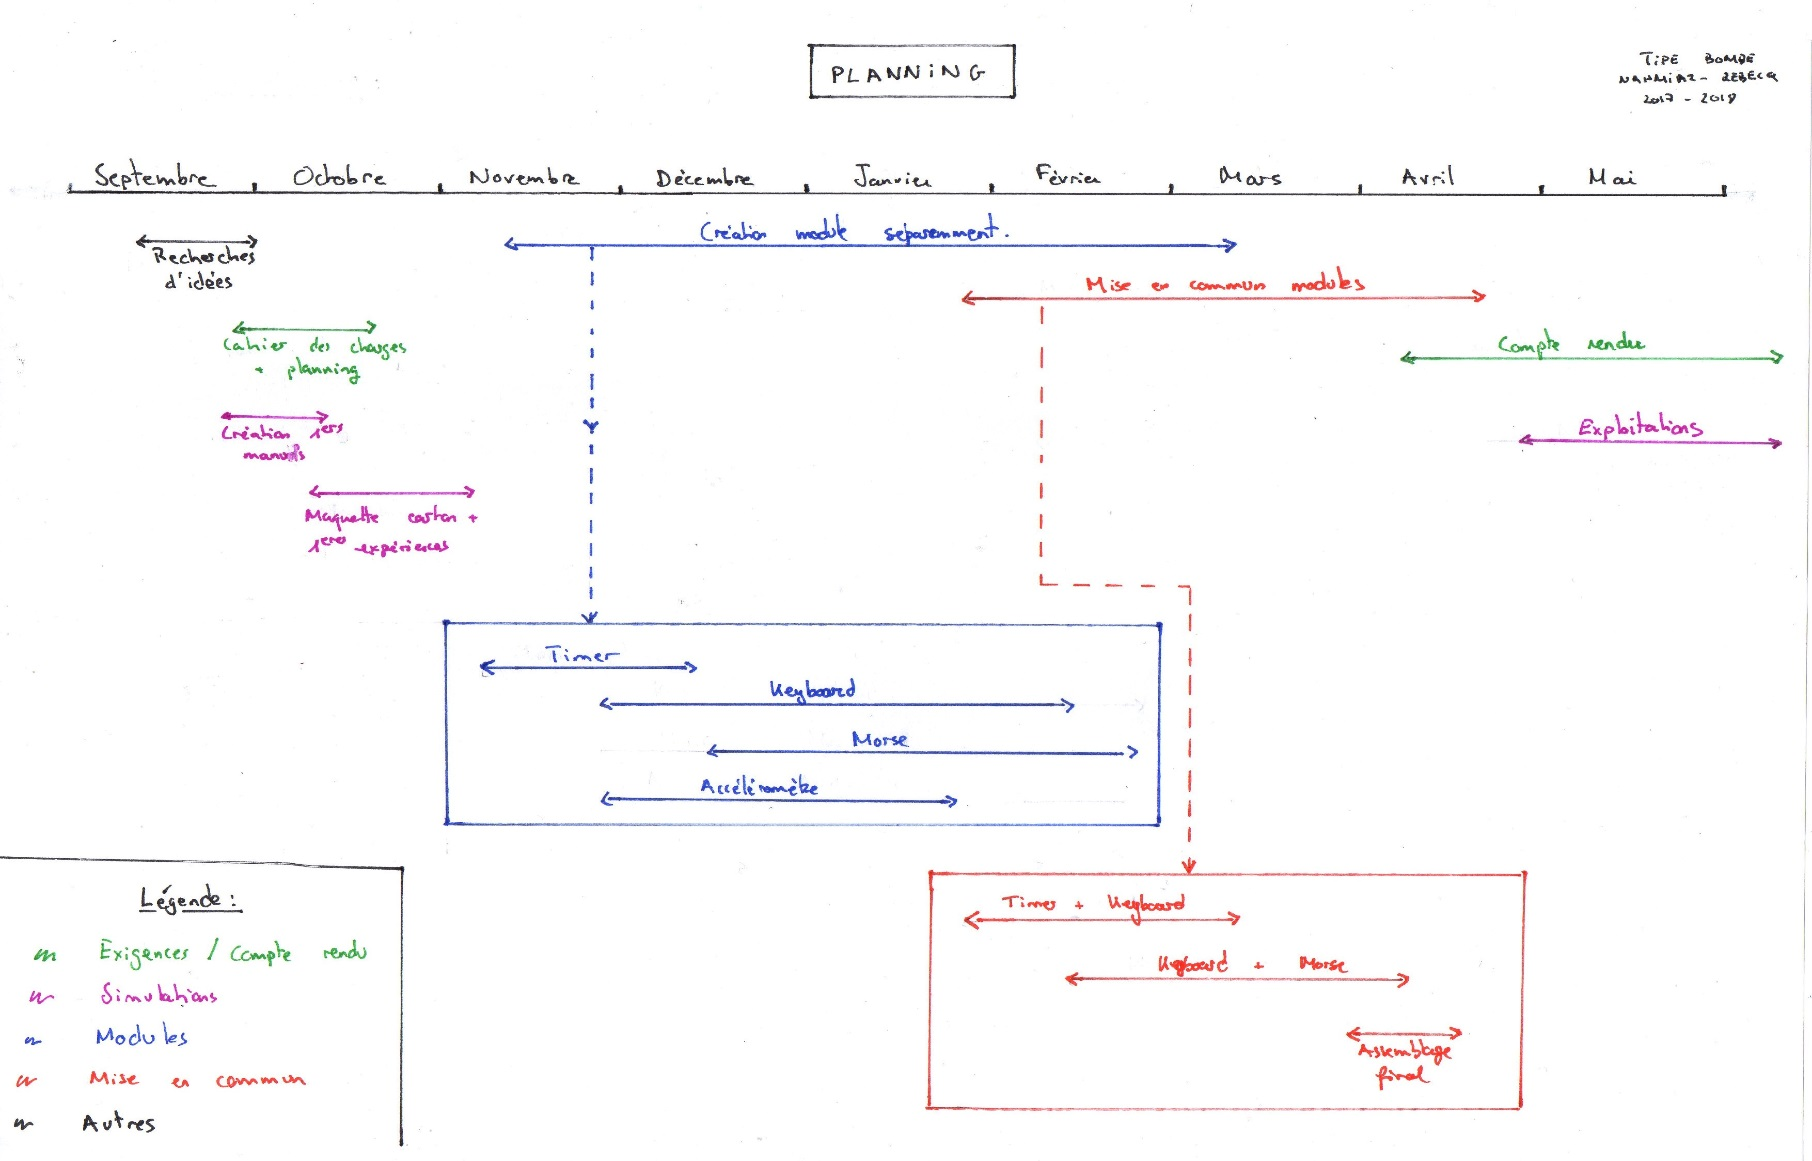 PLANNING
TIPE BOMBE
2017 - 2018
Septembre Octobre Novembre Décembre Janvier Février Mars Avril Mai
Création module séparemment.
Recherches
d'idées
Mise en commun modules
Cahier des charges
+ planning
Compte rendu
Création 1ers
manuels
Exploitations
Maquette carton +
1eres expériences
Timer
Keyboard
Morse
Accéléromètre
Légende :
Exigences / Compte rendu
Simulations
Modules
Mise en commun
Autres
Timer + Keyboard
Keyboard + Morse
Assemblage
final